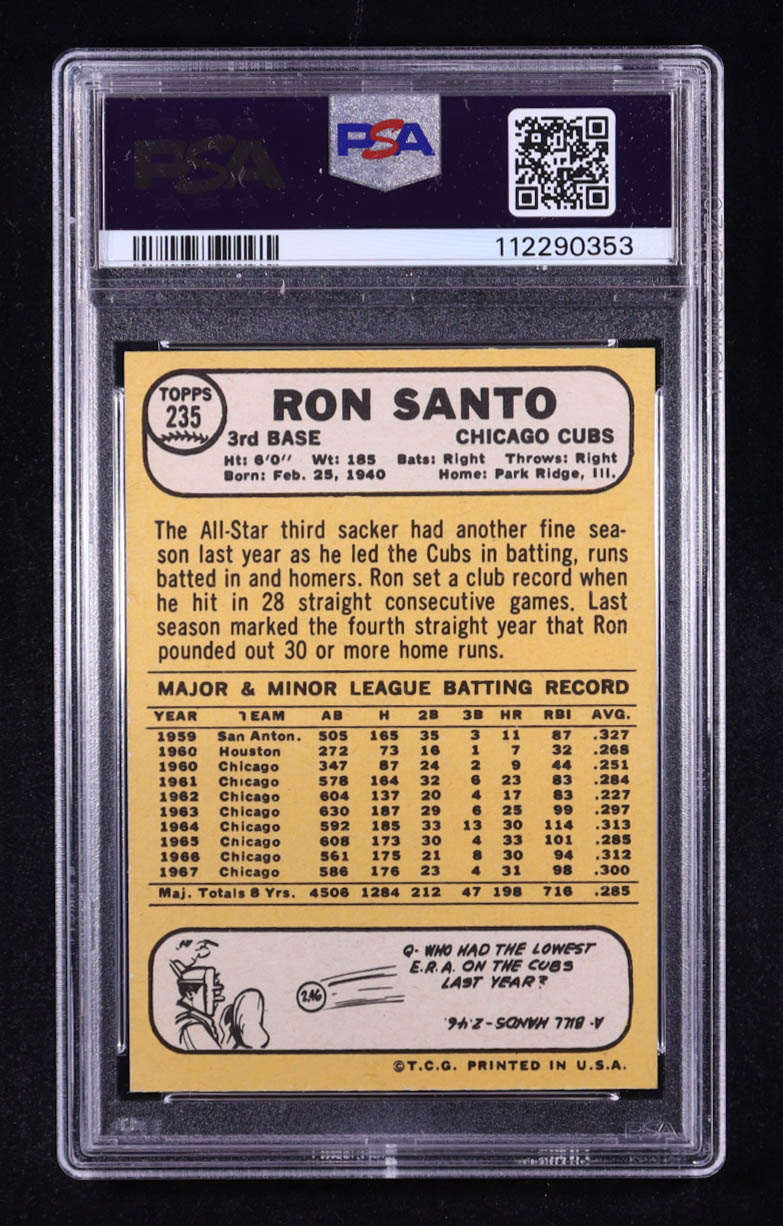 PSA PSA
112290353
TOPPS
235
RON SANTO
3rd BASE CHICAGO CUBS
Ht: 6'0" Wt: 185 Bats: Right Throws: Right
Born: Feb. 25, 1940 Home: Park Ridge, Ill.
The All-Star third sacker had another fine sea-
son last year as he led the Cubs in batting, runs
batted in and homers. Ron set a club record when
he hit in 28 straight consecutive games. Last
season marked the fourth straight year that Ron
pounded out 30 or more home runs.
MAJOR & MINOR LEAGUE BATTING RECORD
YEAR TEAM AB H 2B 3B HR RBI AVG.
1959 San Anton. 505 165 35 3 11 87 .327
1960 Houston 272 73 16 1 7 32 .268
1960 Chicago 347 87 24 2 9 44 .251
1961 Chicago 578 164 32 6 23 83 .284
1962 Chicago 604 137 20 4 17 83 .227
1963 Chicago 630 187 29 6 25 99 .297
1964 Chicago 592 185 33 13 30 114 .313
1965 Chicago 608 173 30 4 33 101 .285
1966 Chicago 561 175 21 8 30 94 .312
1967 Chicago 586 176 23 4 31 98 .300
Maj. Totals 8 Yrs. 4506 1284 212 47 198 716 .285
Q- WHO HAD THE LOWEST
E.R.A. ON THE CUBS
LAST YEAR?
2.46
A- BILL HANDS - 2.46.
©T.C.G. PRINTED IN U.S.A.
PSA